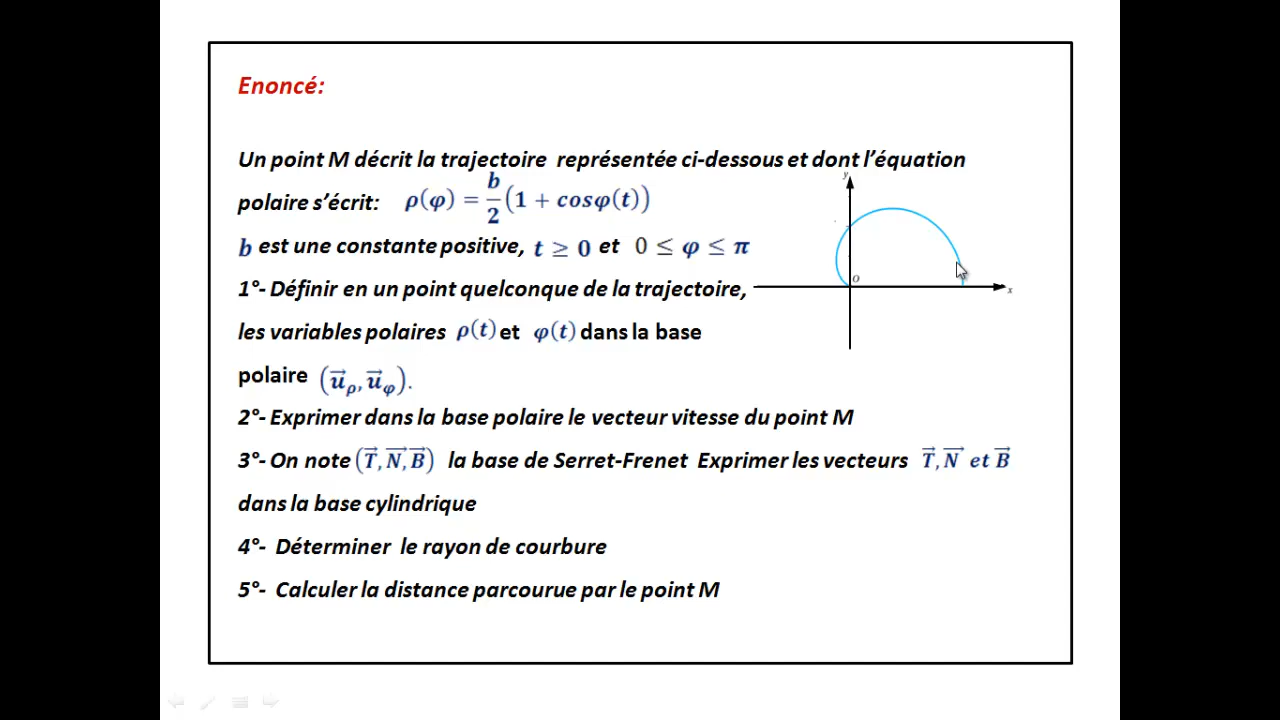 Enoncé:
Un point M décrit la trajectoire représentée ci-dessous et dont l’équation
polaire s’écrit: ρ(φ) = b/2 (1 + cosφ(t))
b est une constante positive, t ≥ 0 et 0 ≤ φ ≤ π
1°- Définir en un point quelconque de la trajectoire,
les variables polaires ρ(t) et φ(t) dans la base
polaire (u⃗ρ, u⃗φ).
2°- Exprimer dans la base polaire le vecteur vitesse du point M
3°- On note (T⃗, N⃗, B⃗) la base de Serret-Frenet Exprimer les vecteurs T⃗, N⃗ et B⃗
dans la base cylindrique
4°- Déterminer le rayon de courbure
5°- Calculer la distance parcourue par le point M
y
O
x